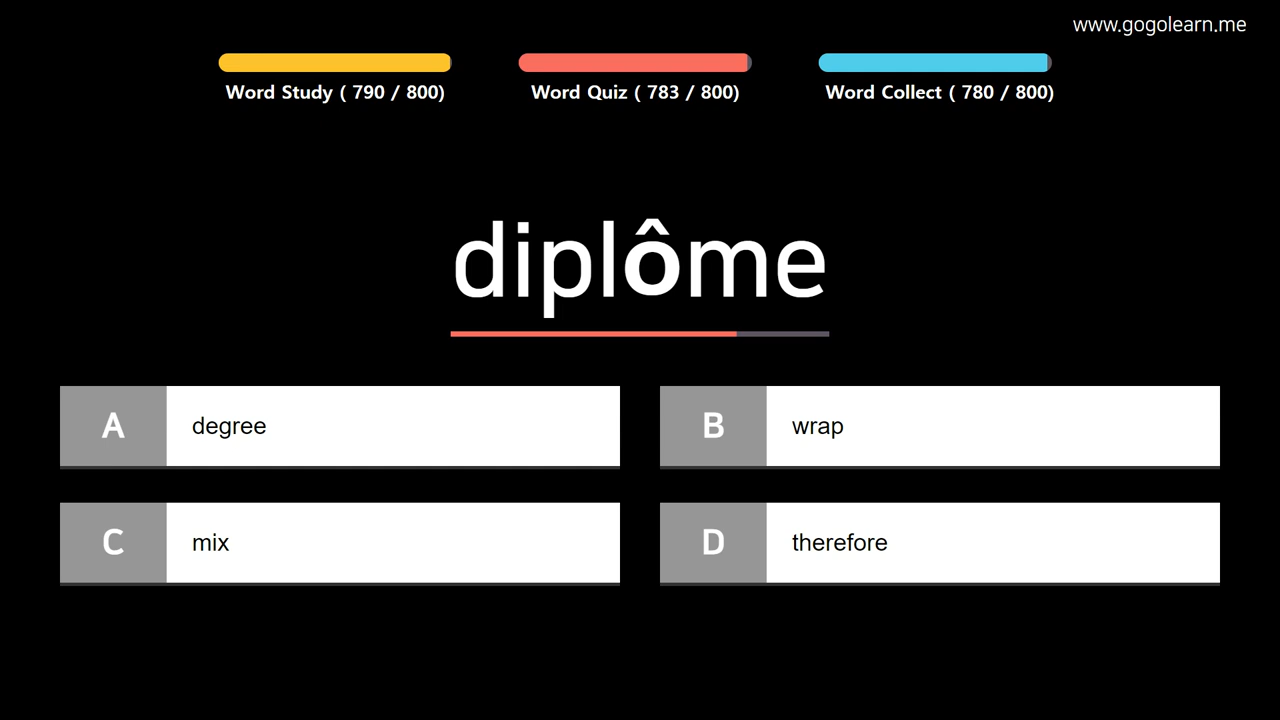 www.gogolearn.me
Word Study ( 790 / 800)
Word Quiz ( 783 / 800)
Word Collect ( 780 / 800)
diplôme
A degree
B wrap
C mix
D therefore